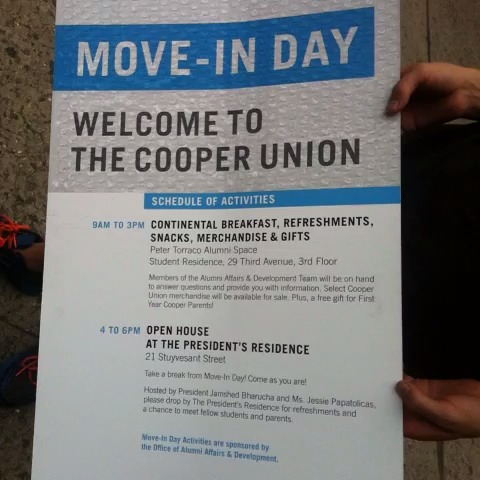 MOVE-IN DAY
WELCOME TO
THE COOPER UNION
SCHEDULE OF ACTIVITIES
9AM TO 3PM CONTINENTAL BREAKFAST, REFRESHMENTS,
SNACKS, MERCHANDISE & GIFTS
Peter Torraco Alumni Space
Student Residence, 29 Third Avenue, 3rd Floor
Members of the Alumni Affairs & Development Team will be on hand
to answer questions and provide you with information. Select Cooper
Union merchandise will be available for sale. Plus, a free gift for First
Year Cooper Parents!
4 TO 6PM OPEN HOUSE
AT THE PRESIDENT'S RESIDENCE
21 Stuyvesant Street
Take a break from Move-In Day! Come as you are!
Hosted by President Jamshed Bharucha and Ms. Jessie Papatolicas,
please drop by The President's Residence for refreshments and
a chance to meet fellow students and parents.
Move-In Day Activities are sponsored by
the Office of Alumni Affairs & Development.